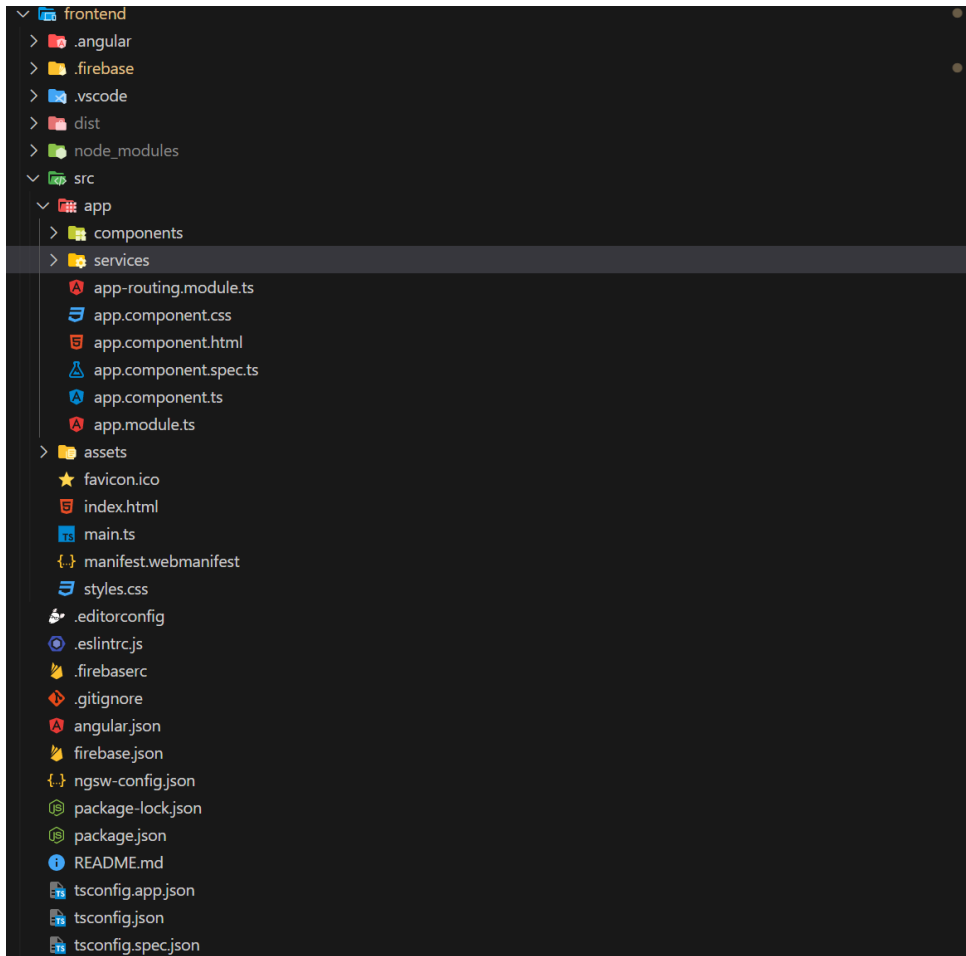 frontend
.angular
.firebase
.vscode
dist
node_modules
src
app
components
services
app-routing.module.ts
app.component.css
app.component.html
app.component.spec.ts
app.component.ts
app.module.ts
assets
favicon.ico
index.html
main.ts
manifest.webmanifest
styles.css
.editorconfig
.eslintrc.js
.firebaserc
.gitignore
angular.json
firebase.json
ngsw-config.json
package-lock.json
package.json
README.md
tsconfig.app.json
tsconfig.json
tsconfig.spec.json